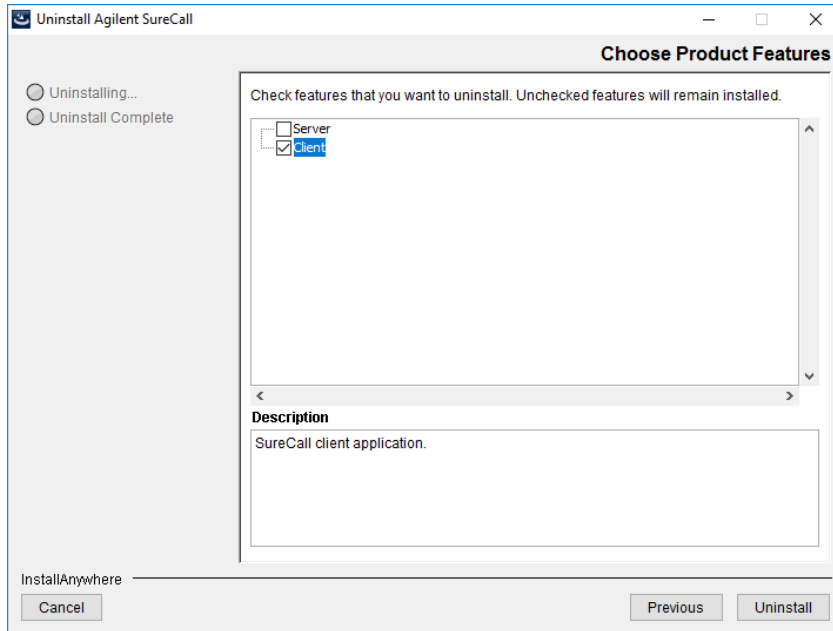 Uninstall Agilent SureCall
Choose Product Features
Uninstalling...
Uninstall Complete
Check features that you want to uninstall. Unchecked features will remain installed.
Server
Client
Description
SureCall client application.
InstallAnywhere
Cancel
Previous
Uninstall